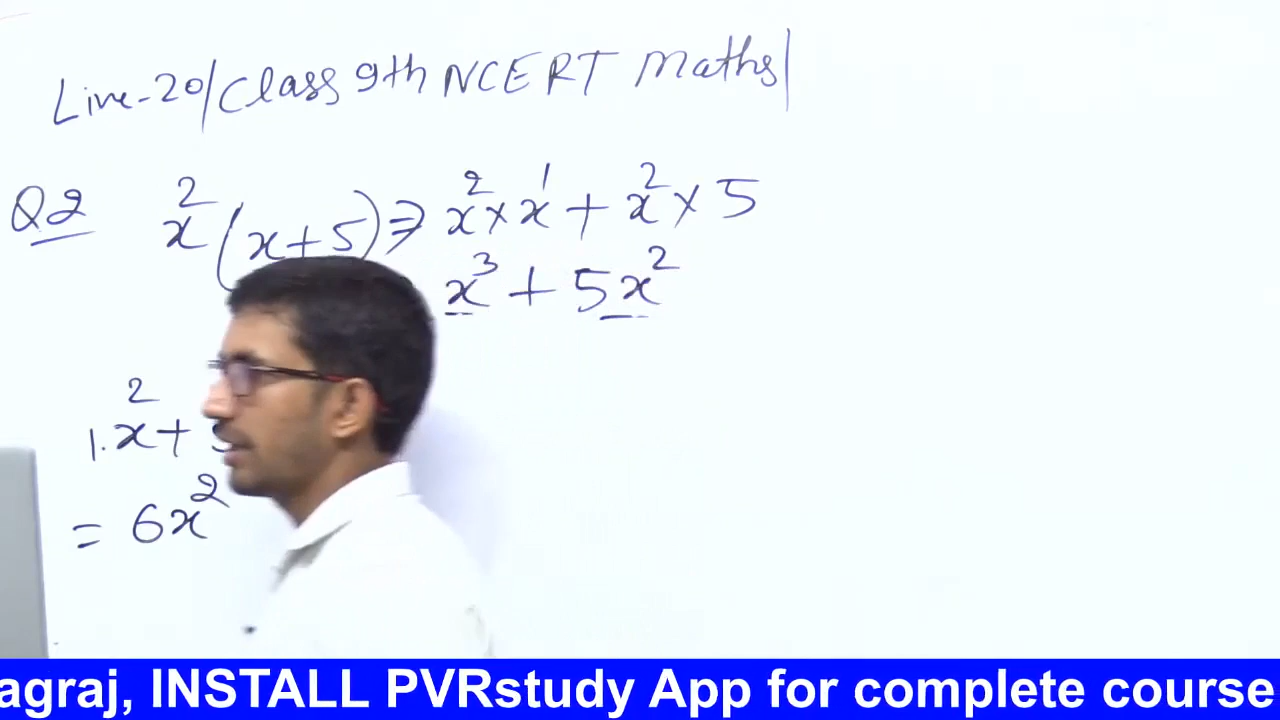 Live-20/Class 9th NCERT Maths/
Q2 x²(x+5) ⇒ x² × x¹ + x² × 5
x³ + 5x²
1. x² +
= 6x²
agraj, INSTALL PVRstudy App for complete course